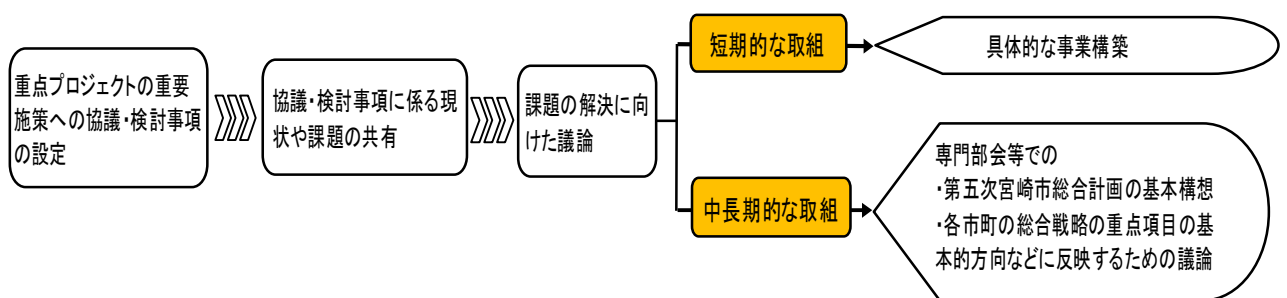 重点プロジェクトの重要
施策への協議・検討事項
の設定
協議・検討事項に係る現
状や課題の共有
課題の解決に向
けた議論
短期的な取組
具体的な事業構築
中長期的な取組
専門部会等での
・第五次宮崎市総合計画の基本構想
・各市町の総合戦略の重点項目の基
本的方向などに反映するための議論